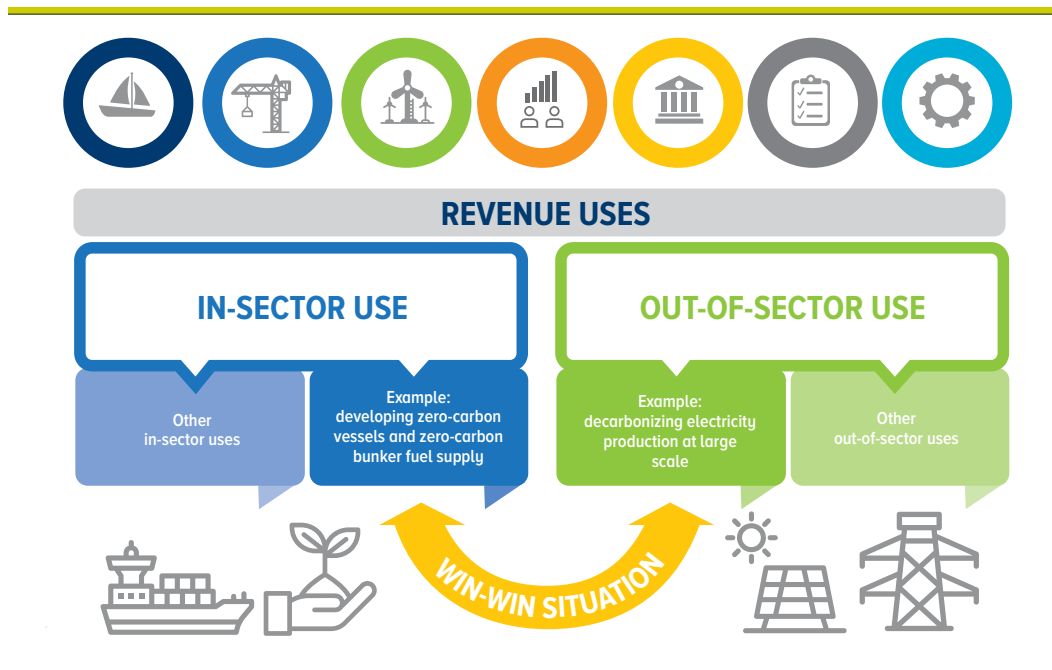 REVENUE USES
IN-SECTOR USE
OUT-OF-SECTOR USE
Other
in-sector uses
Example:
developing zero-carbon
vessels and zero-carbon
bunker fuel supply
Example:
decarbonizing electricity
production at large
scale
Other
out-of-sector uses
WIN-WIN SITUATION